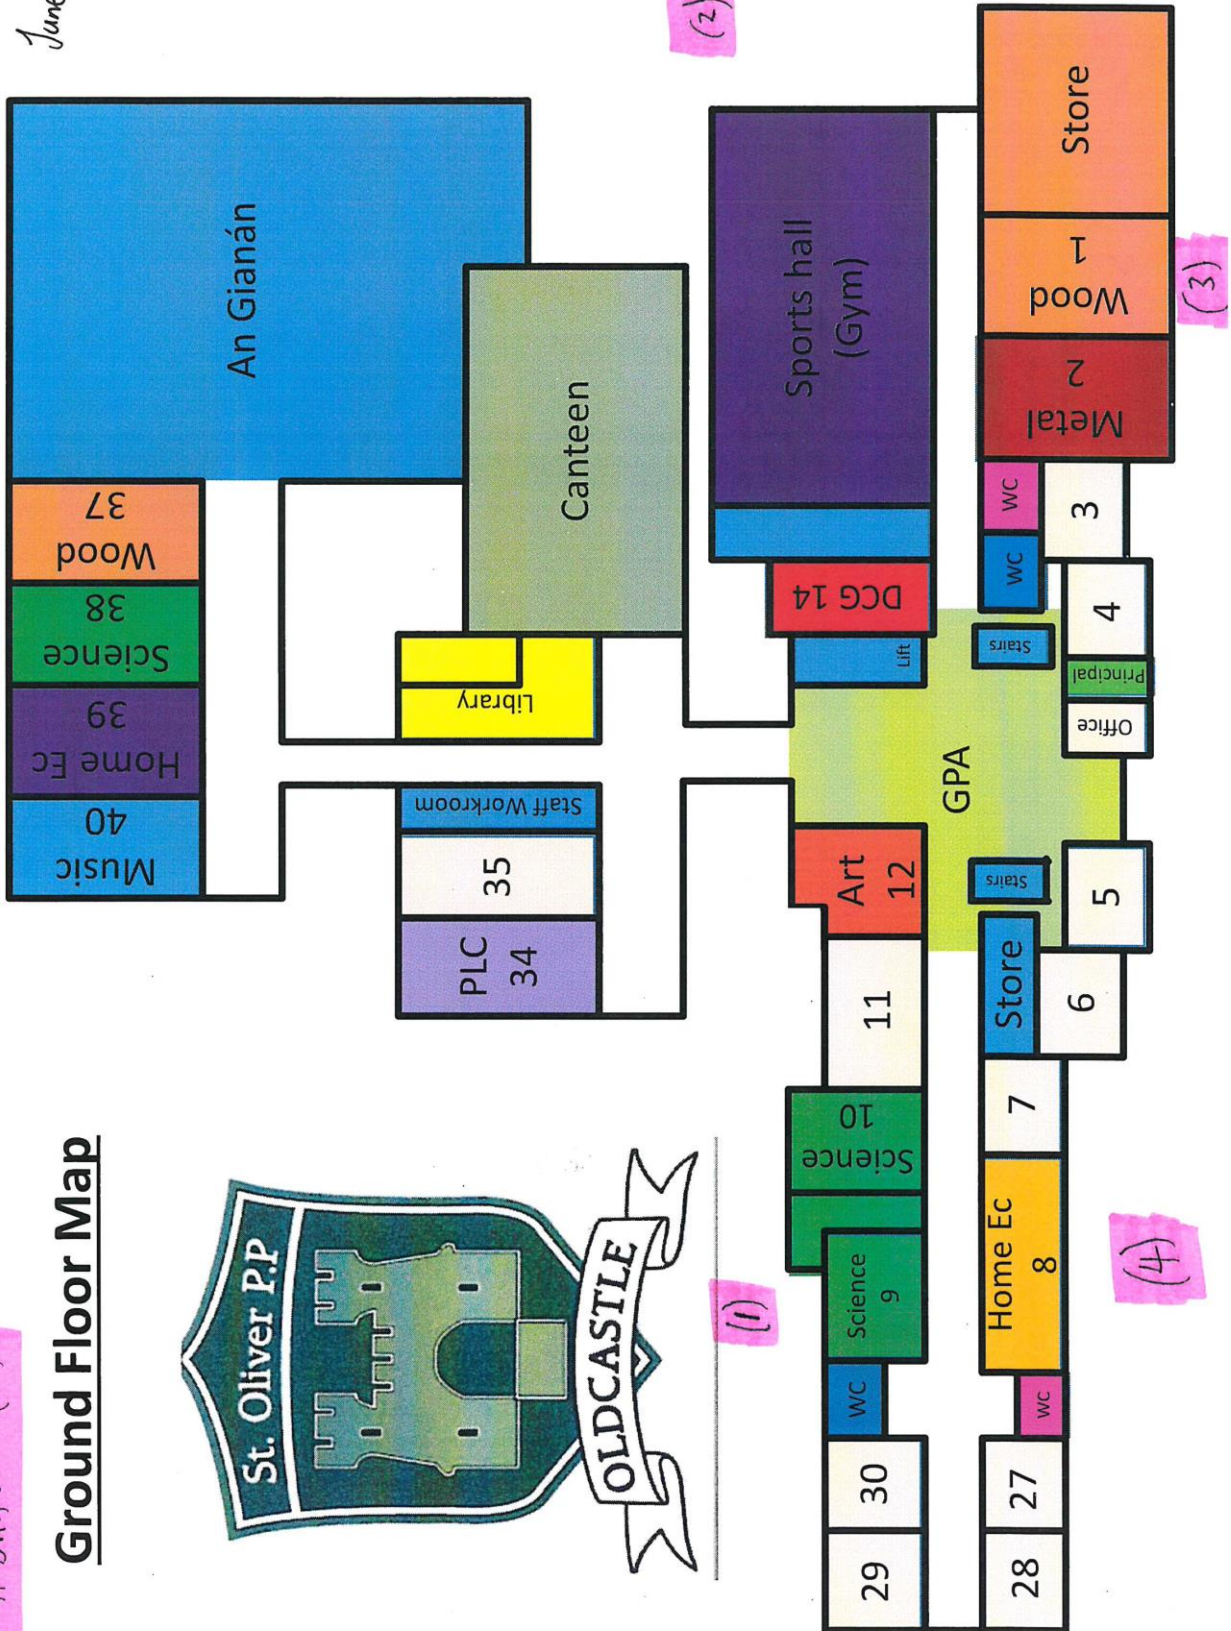 June
Ground Floor Map
St. Oliver P.P
OLDCASTLE
Music
40
Home Ec
39
Science
38
Wood
37
An Gianán
PLC
34
35
Staff Workroom
Library
Canteen
(1)
(2)
Sports hall
(Gym)
DCG 14
Lift
Art
12
11
Science
10
Science
9
WC
30
29
GPA
Stairs
Stairs
28
27
WC
Home Ec
8
7
Store
6
5
Office
Principal
4
WC
WC
3
Metal
2
Wood
1
Store
(3)
(4)